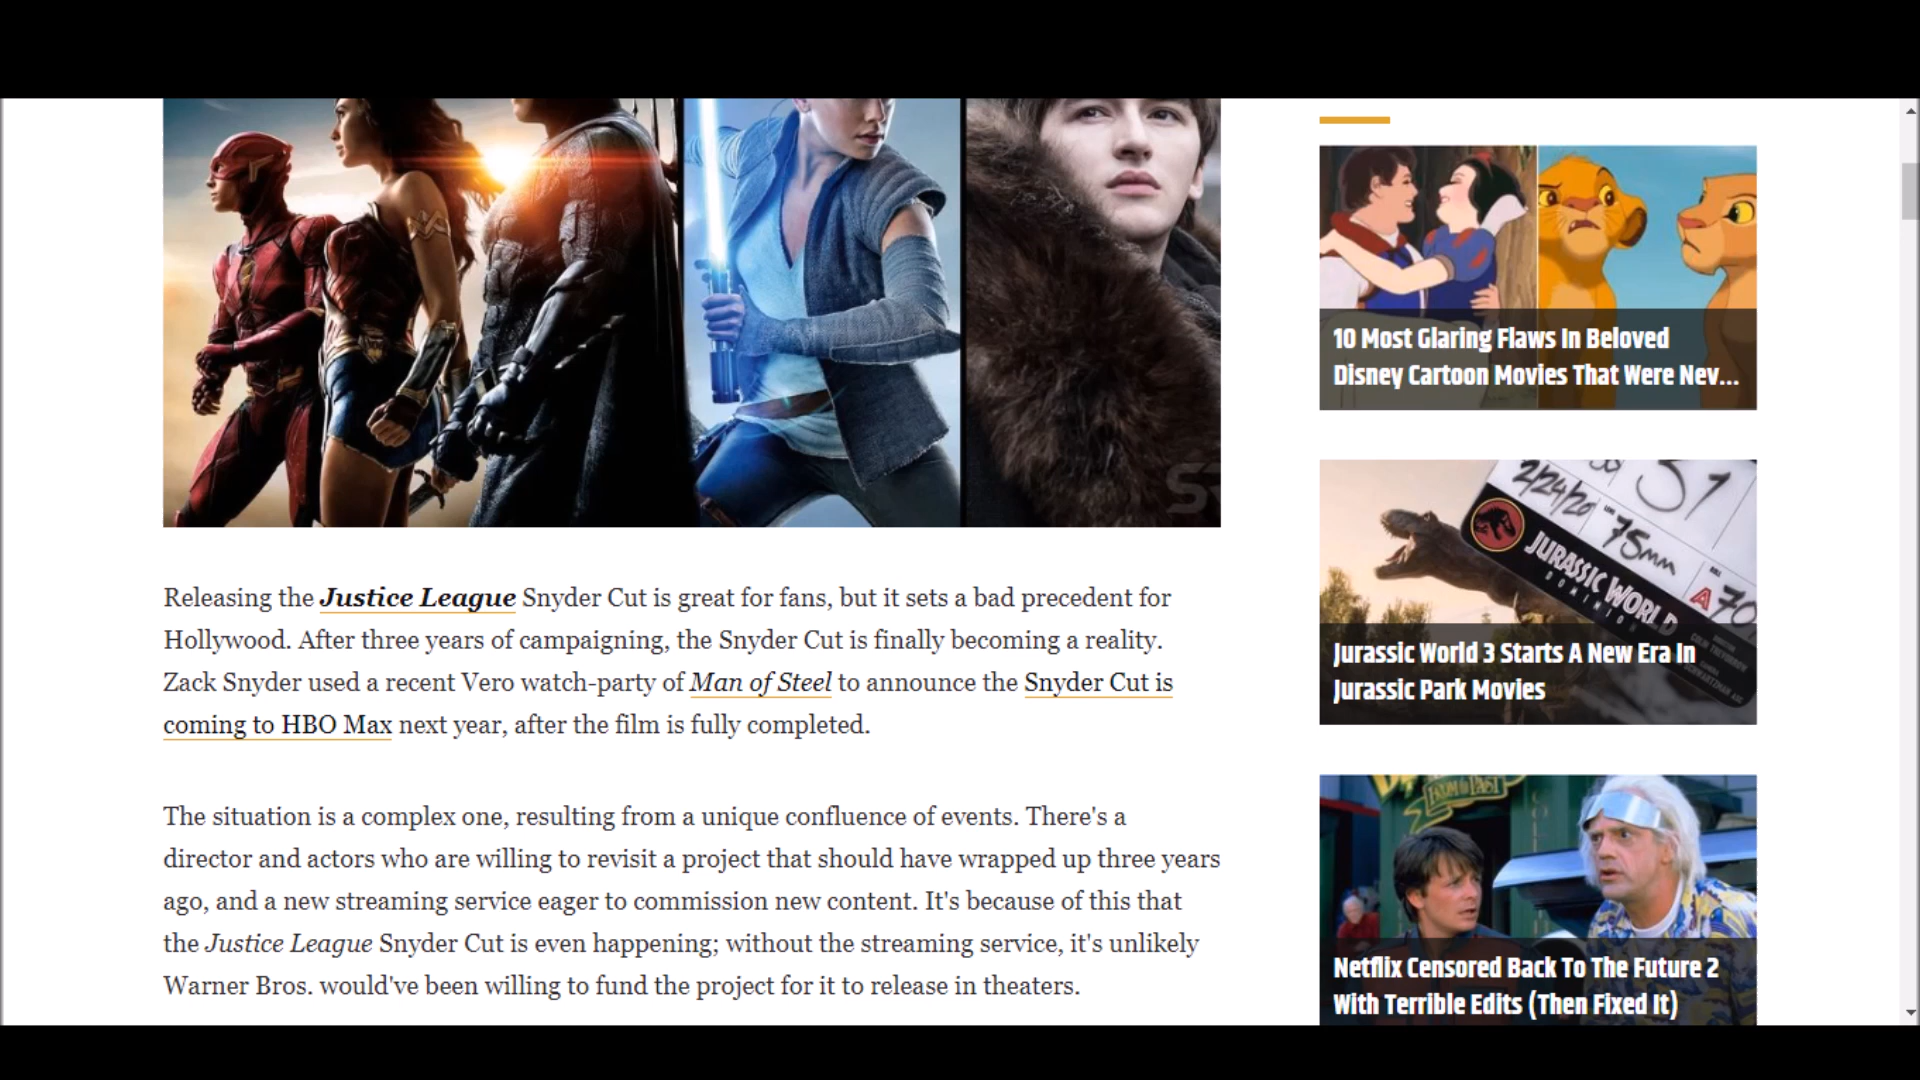 Releasing the Justice League Snyder Cut is great for fans, but it sets a bad precedent for
Hollywood. After three years of campaigning, the Snyder Cut is finally becoming a reality.
Zack Snyder used a recent Vero watch-party of Man of Steel to announce the Snyder Cut is
coming to HBO Max next year, after the film is fully completed.
The situation is a complex one, resulting from a unique confluence of events. There's a
director and actors who are willing to revisit a project that should have wrapped up three years
ago, and a new streaming service eager to commission new content. It's because of this that
the Justice League Snyder Cut is even happening; without the streaming service, it's unlikely
Warner Bros. would've been willing to fund the project for it to release in theaters.
10 Most Glaring Flaws In Beloved
Disney Cartoon Movies That Were Nev...
2/24/20
75mm
JURASSIC WORLD
DOMINION
Jurassic World 3 Starts A New Era In
Jurassic Park Movies
Netflix Censored Back To The Future 2
With Terrible Edits (Then Fixed It)